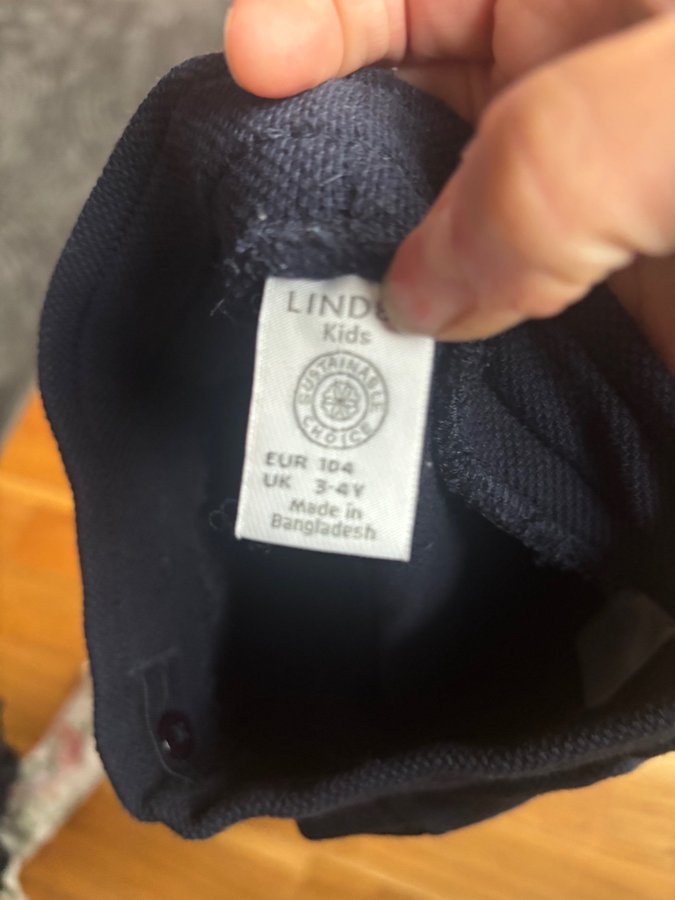 LINDE
Kids
SUSTAINABLE
CHOICE
EUR 104
UK 3-4Y
Made in
Bangladesh